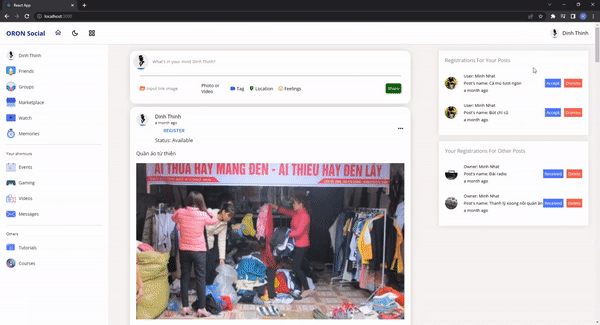 React App
localhost:3000
ORON Social
Dinh Thinh
Dinh Thinh
Friends
Groups
Marketplace
Watch
Memories
Your shortcuts
Events
Gaming
Videos
Messages
Others
Tutorials
Courses
What's in your mind Dinh Thinh?
Input link image
Photo or
Video
Tag
Location
Feelings
Dinh Thinh
a month ago
REGISTER
Status: Available
Quần áo từ thiện
AI THỪA HÃY MANG ĐẾN - AI THIẾU HÃY ĐẾN LẤY
Registrations For Your Posts
User: Minh Nhat
Post's name: Cá mú tươi ngon
a month ago
Accept
Dismiss
User: Minh Nhat
Post's name: Bút chì cũ
a month ago
Accept
Dismiss
Your Registrations For Other Posts
Owner: Minh Nhat
Post's name: Đài radio
a month ago
Received
Delete
Owner: Minh Nhat
Post's name: Thanh lý xoong nồi quán ăn
a month ago
Received
Delete